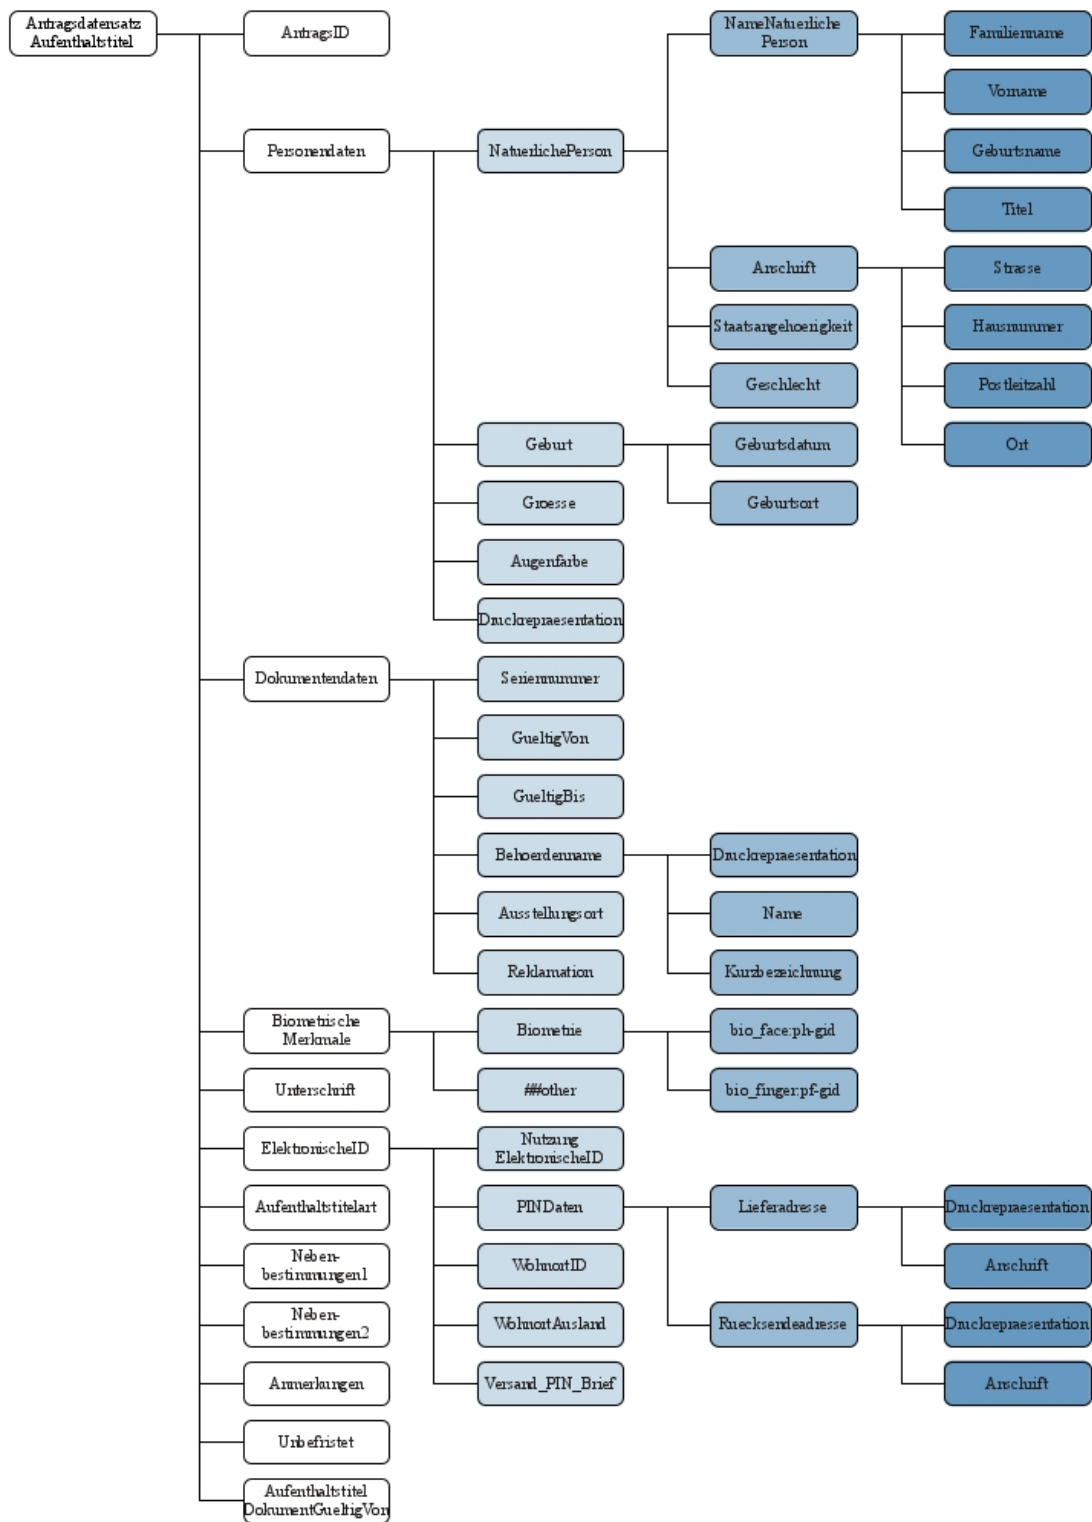 Antragsdatensatz
Aufenthaltstitel
AntragsID
NameNatuerliche
Person
Familienname
Vorname
Personendaten
NatuerlichePerson
Geburtsname
Titel
Anschrift
Strasse
Staatsangehoerigkeit
Hausnummer
Geschlecht
Postleitzahl
Geburt
Geburtsdatum
Ort
Groesse
Geburtsort
Augenfarbe
Druckrepraesentation
Dokumentendaten
Seriennummer
GueltigVon
GueltigBis
Behoerdenname
Druckrepraesentation
Ausstellungsort
Name
Reklamation
Kurzbezeichnung
Biometrische
Merkmale
Biometrie
bio_face:ph-gid
Unterschrift
##other
bio_finger:pf-gid
ElektronischeID
Nutzung
ElektronischeID
Aufenthaltstitelart
PINDaten
Lieferadresse
Druckrepraesentation
Neben-
bestimmungen1
WohnortID
Anschrift
Neben-
bestimmungen2
WohnortAusland
Ruecksendeadresse
Druckrepraesentation
Anmerkungen
Versand_PIN_Brief
Anschrift
Unbefristet
Aufenthaltstitel
DokumentGueltigVon